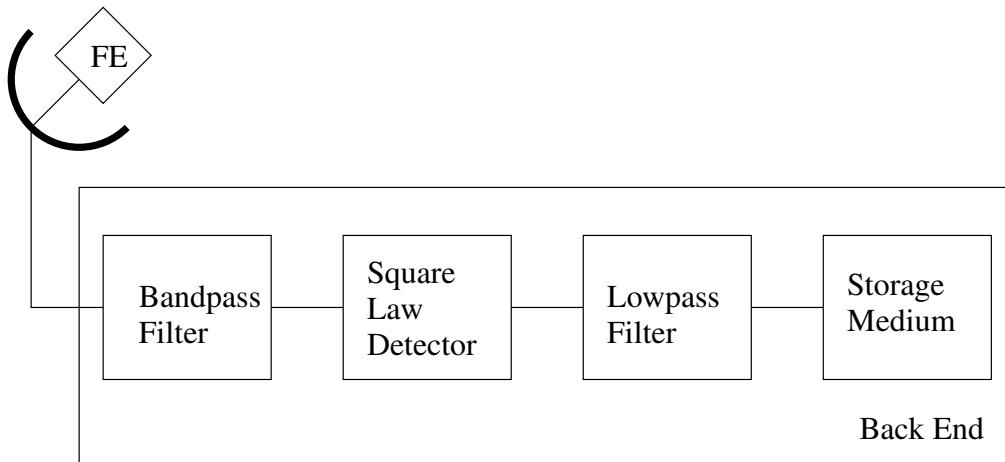 FE
Bandpass
Filter
Square
Law
Detector
Lowpass
Filter
Storage
Medium
Back End